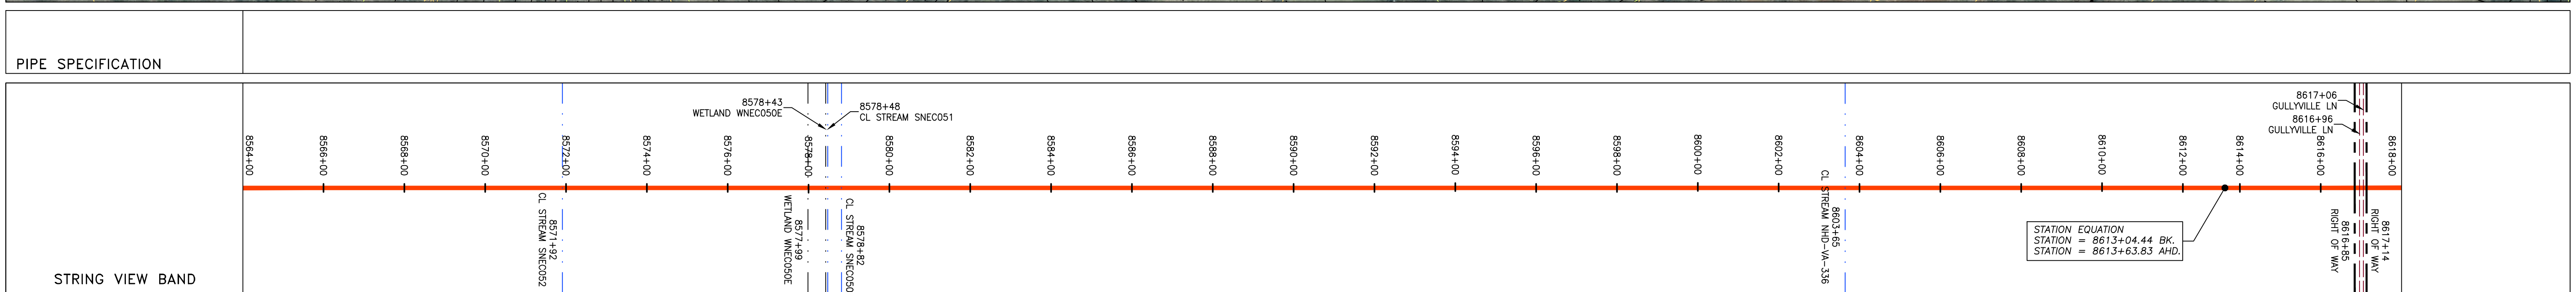 PIPE SPECIFICATION
STRING VIEW BAND
8564+00
8566+00
8568+00
8570+00
8572+00
8574+00
8576+00
8578+00
8580+00
8582+00
8584+00
8586+00
8588+00
8590+00
8592+00
8594+00
8596+00
8598+00
8600+00
8602+00
8604+00
8606+00
8608+00
8610+00
8612+00
8614+00
8616+00
8618+00
8571+92
CL STREAM SNEC052
8577+99
WETLAND WNEC050E
8578+43
WETLAND WNEC050E
8578+48
CL STREAM SNEC051
8578+82
CL STREAM SNEC050
8603+65
CL STREAM NHD-VA-336
STATION EQUATION
STATION = 8613+04.44 BK.
STATION = 8613+63.83 AHD.
8617+06
GULLYVILLE LN
8616+96
GULLYVILLE LN
8616+85
RIGHT OF WAY
8617+14
RIGHT OF WAY